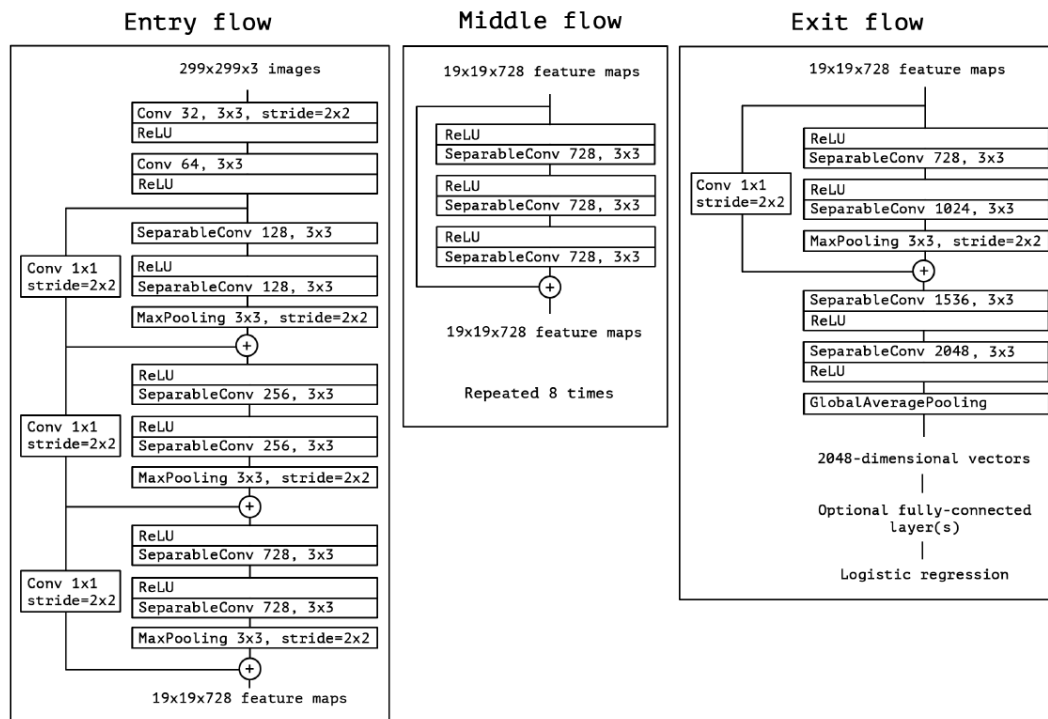 Entry flow
299x299x3 images
Conv 32, 3x3, stride=2x2
ReLU
Conv 64, 3x3
ReLU
SeparableConv 128, 3x3
Conv 1x1
stride=2x2
ReLU
SeparableConv 128, 3x3
MaxPooling 3x3, stride=2x2
+
ReLU
SeparableConv 256, 3x3
Conv 1x1
stride=2x2
ReLU
SeparableConv 256, 3x3
MaxPooling 3x3, stride=2x2
+
ReLU
SeparableConv 728, 3x3
Conv 1x1
stride=2x2
ReLU
SeparableConv 728, 3x3
MaxPooling 3x3, stride=2x2
+
19x19x728 feature maps
Middle flow
19x19x728 feature maps
ReLU
SeparableConv 728, 3x3
ReLU
SeparableConv 728, 3x3
ReLU
SeparableConv 728, 3x3
+
19x19x728 feature maps
Repeated 8 times
Exit flow
19x19x728 feature maps
ReLU
SeparableConv 728, 3x3
Conv 1x1
stride=2x2
ReLU
SeparableConv 1024, 3x3
MaxPooling 3x3, stride=2x2
+
SeparableConv 1536, 3x3
ReLU
SeparableConv 2048, 3x3
ReLU
GlobalAveragePooling
2048-dimensional vectors
Optional fully-connected
layer(s)
Logistic regression